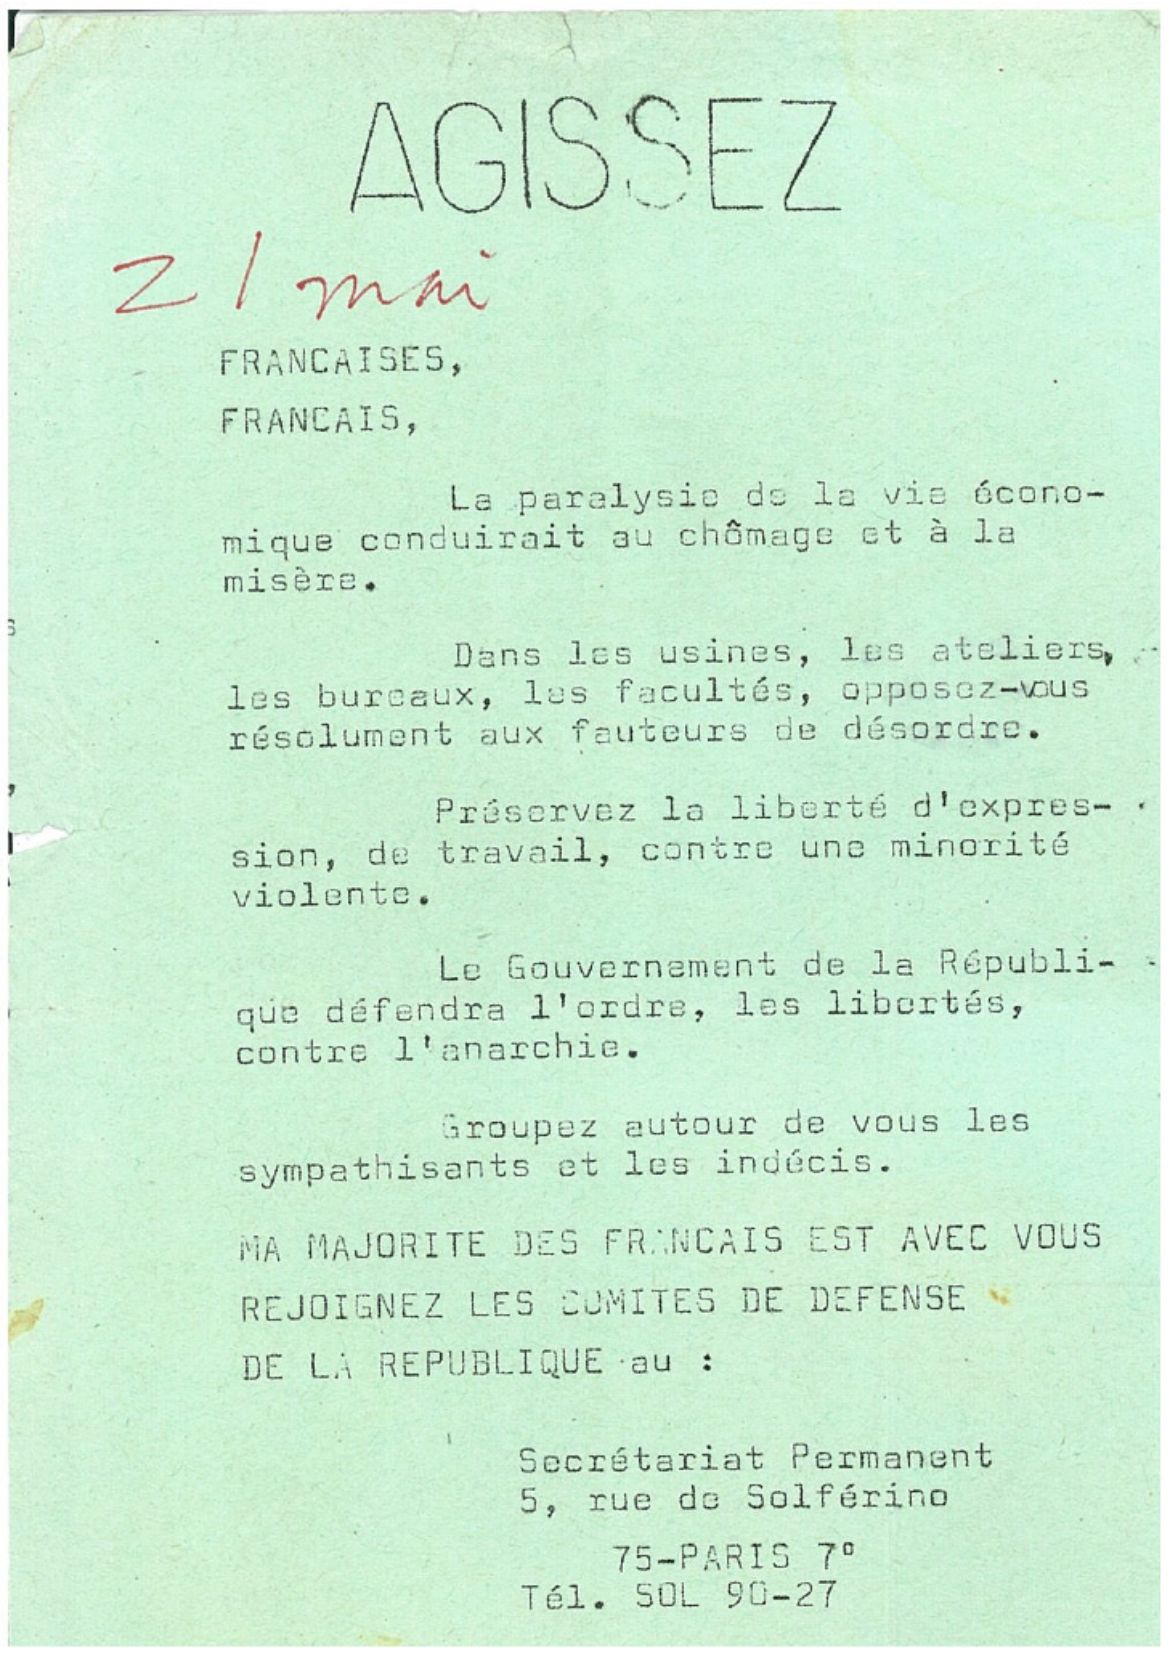 AGISSEZ
21 mai
FRANCAISES,
FRANCAIS,
La paralysie de la vie écono-
mique conduirait au chômage et à la
misère.
Dans les usines, les ateliers,
les bureaux, les facultés, opposez-vous
résolument aux fauteurs de désordre.
Préservez la liberté d'expres-
sion, de travail, contre une minorité
violente.
Le Gouvernement de la Républi-
que défendra l'ordre, les libertés,
contre l'anarchie.
Groupez autour de vous les
sympathisants et les indécis.
MA MAJORITE DES FRANCAIS EST AVEC VOUS
REJOIGNEZ LES COMITES DE DEFENSE
DE LA REPUBLIQUE au :
Secrétariat Permanent
5, rue de Solférino
75-PARIS 7°
Tél. SOL 90-27